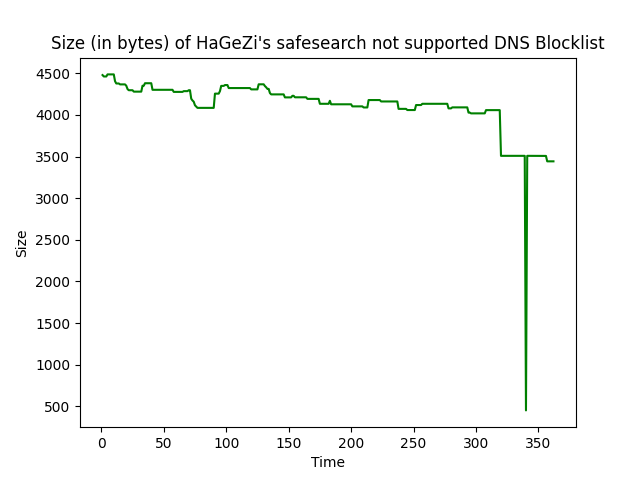 Size (in bytes) of HaGeZi's safesearch not supported DNS Blocklist
4500
4000
3500
3000
2500
2000
1500
1000
500
Size
0 50 100 150 200 250 300 350
Time